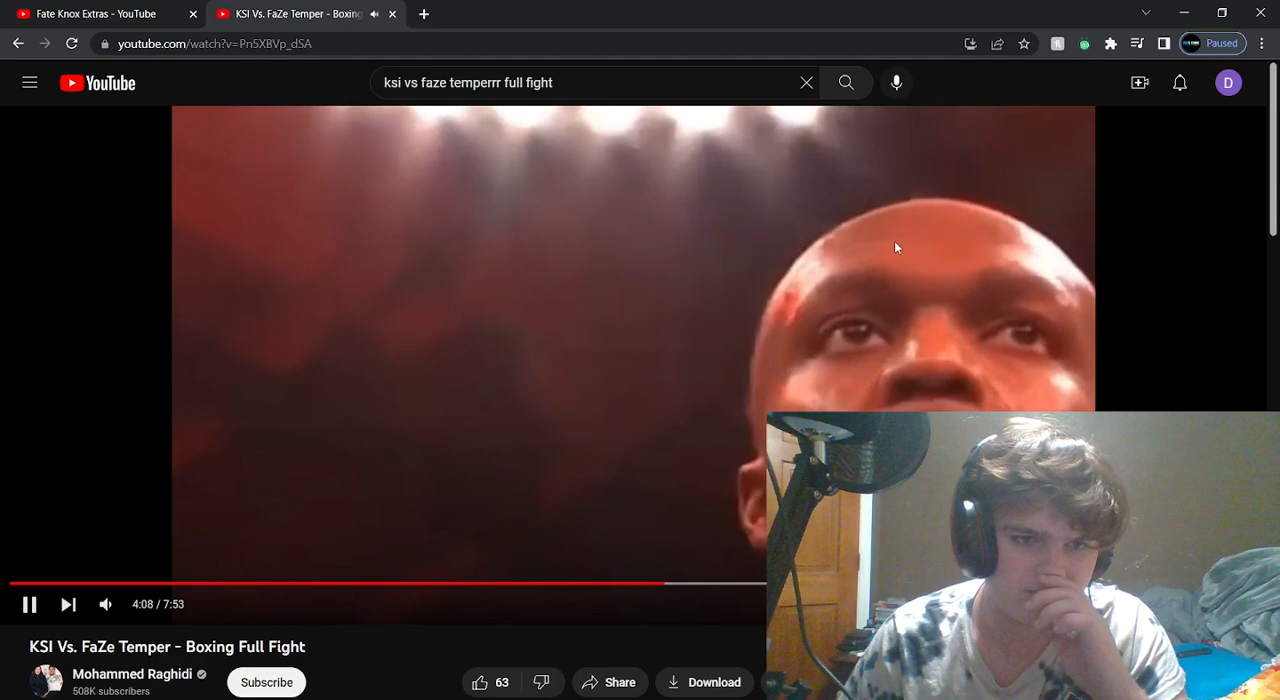 Fate Knox Extras - YouTube
KSI Vs. FaZe Temper - Boxing
youtube.com/watch?v=Pn5XBVp_dSA
Paused
YouTube
ksi vs faze temperrr full fight
D
4:08 / 7:53
KSI Vs. FaZe Temper - Boxing Full Fight
Mohammed Raghidi
508K subscribers
Subscribe
63
Share
Download